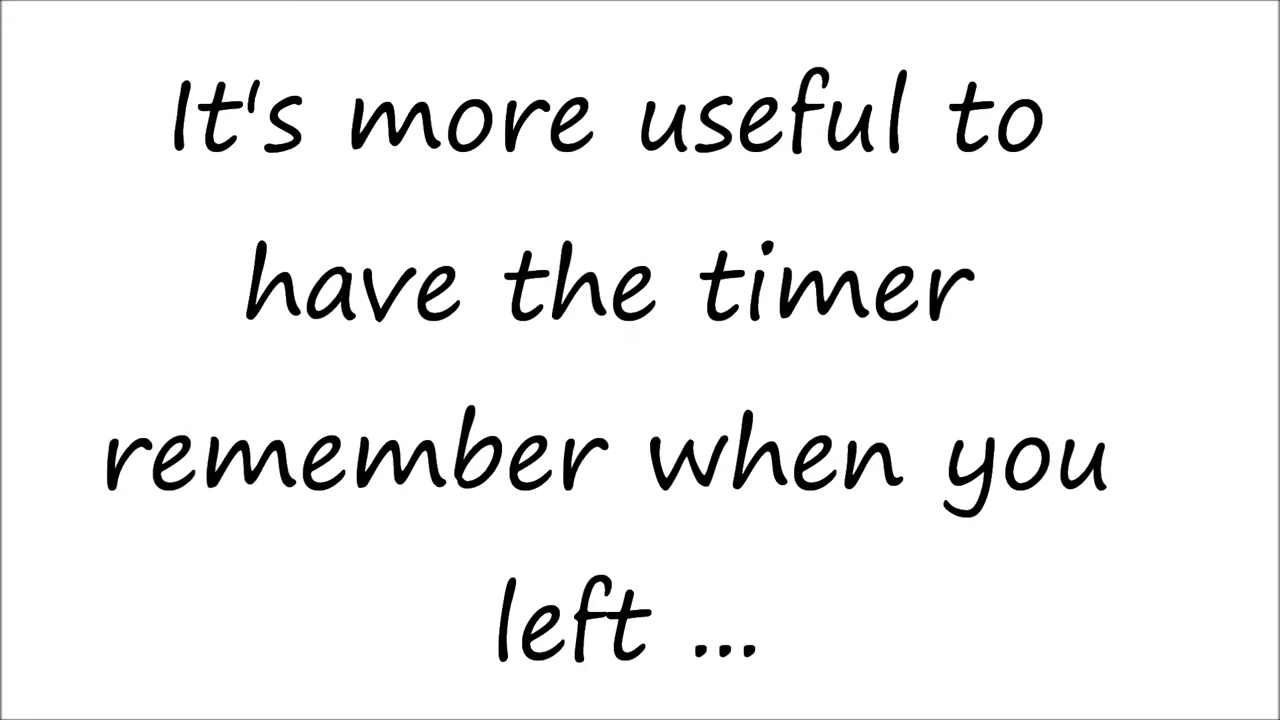 It's more useful to
have the timer
remember when you
left ...